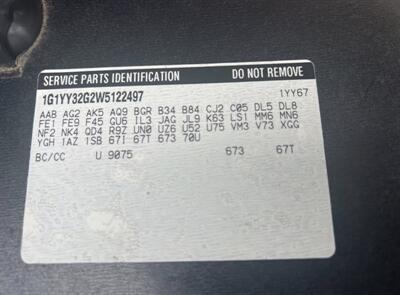 SERVICE PARTS IDENTIFICATION DO NOT REMOVE
1G1YY32G2W5122497 1YY67
AAB AG2 AK5 AQ9 BGR B34 B84 CJ2 C05 DL5 DL8
FE1 FE9 F45 GU6 IL3 JAG JL9 K63 LS1 MM6 MN6
NF2 NK4 QD4 R9Z UN0 UZ6 U52 U75 VM3 V73 XGG
YGH 1AZ 1SB 67I 67T 673 70U
BC/CC U 9075 673 67T